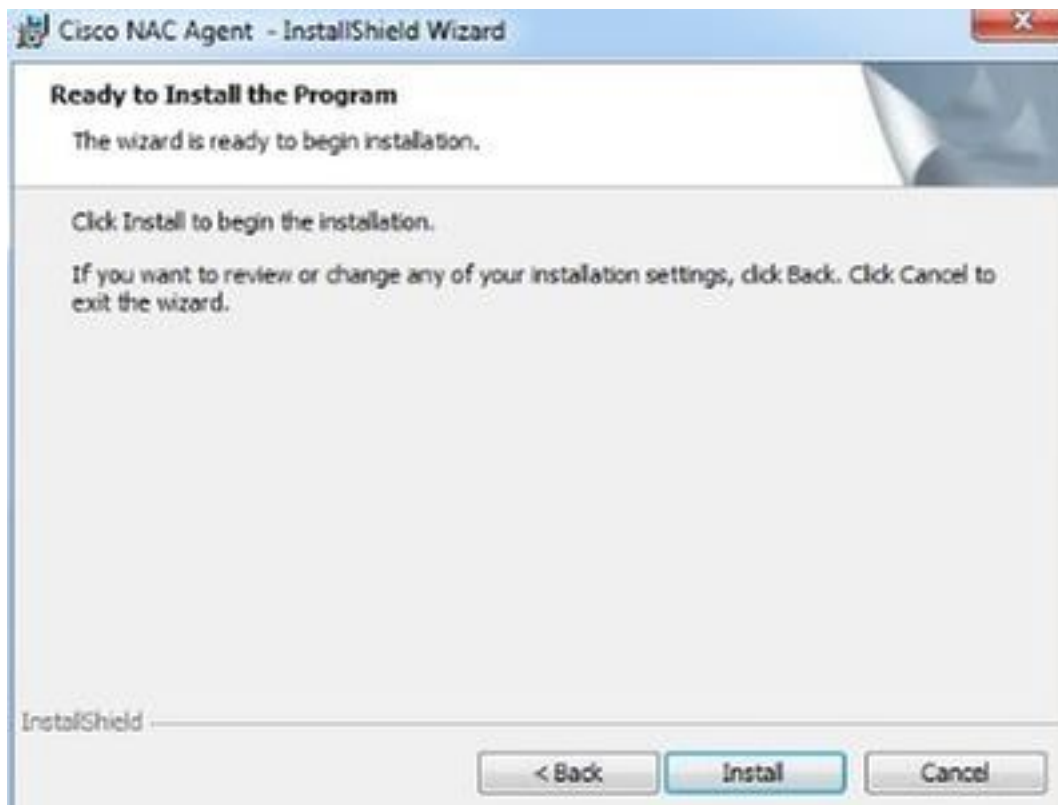 Cisco NAC Agent - InstallShield Wizard
Ready to Install the Program
The wizard is ready to begin installation.
Click Install to begin the installation.
If you want to review or change any of your installation settings, click Back. Click Cancel to
exit the wizard.
InstallShield
< Back
Install
Cancel